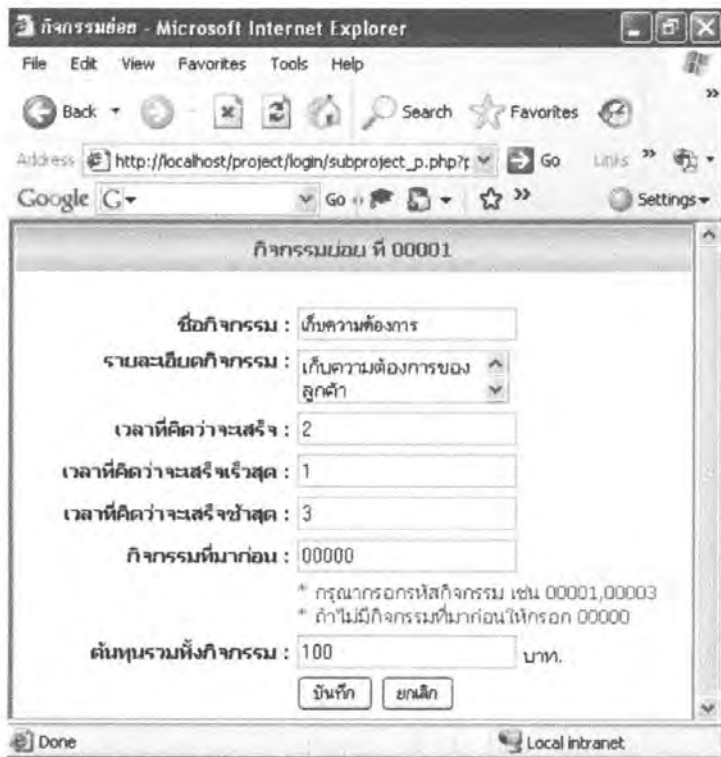 กิจกรรมย่อย - Microsoft Internet Explorer
File Edit View Favorites Tools Help
Back Search Favorites »
Address http://localhost/project/login/subproject_p.php?r Go Links »
Google G Go » Settings
กิจกรรมย่อย ที่ 00001
ชื่อกิจกรรม : เก็บความต้องการ
รายละเอียดกิจกรรม : เก็บความต้องการของ
ลูกค้า
เวลาที่คิดว่าจะเสร็จ : 2
เวลาที่คิดว่าจะเสร็จเร็วสุด : 1
เวลาที่คิดว่าจะเสร็จช้าสุด : 3
กิจกรรมที่มาก่อน : 00000
* กรุณากรอกรหัสกิจกรรม เช่น 00001,00003
* ถ้าไม่มีกิจกรรมที่มาก่อนให้กรอก 00000
ต้นทุนรวมทั้งกิจกรรม : 100 บาท.
บันทึก ยกเลิก
Done Local intranet